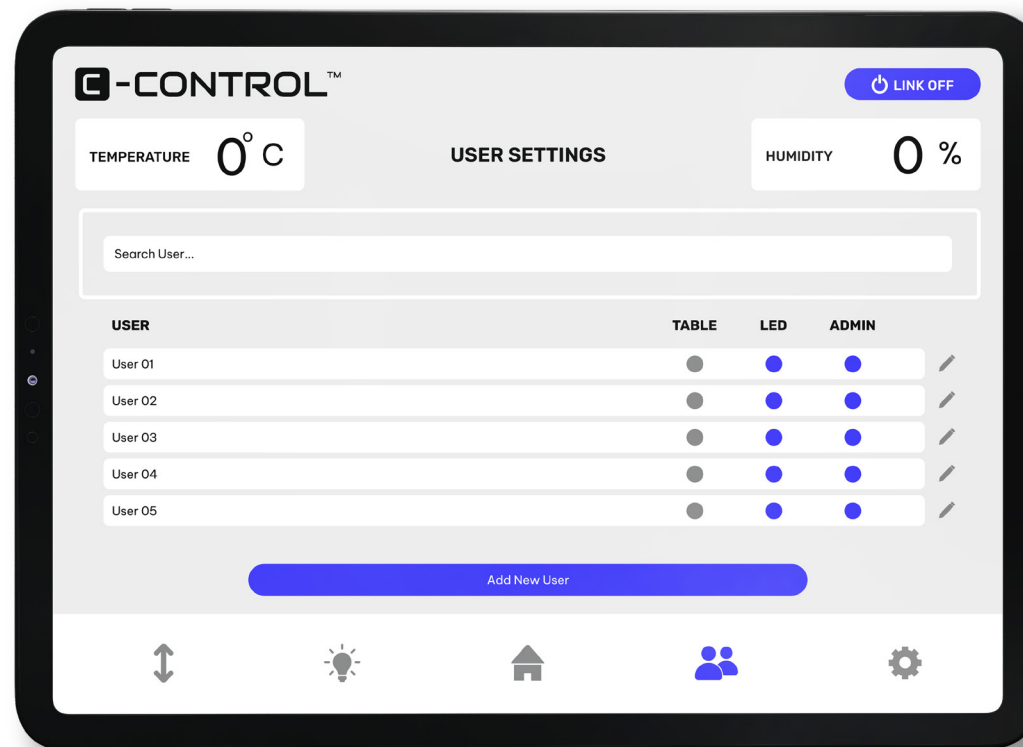 C-CONTROL™
LINK OFF
TEMPERATURE 0°C
USER SETTINGS
HUMIDITY 0 %
Search User...
USER TABLE LED ADMIN
User 01
User 02
User 03
User 04
User 05
Add New User